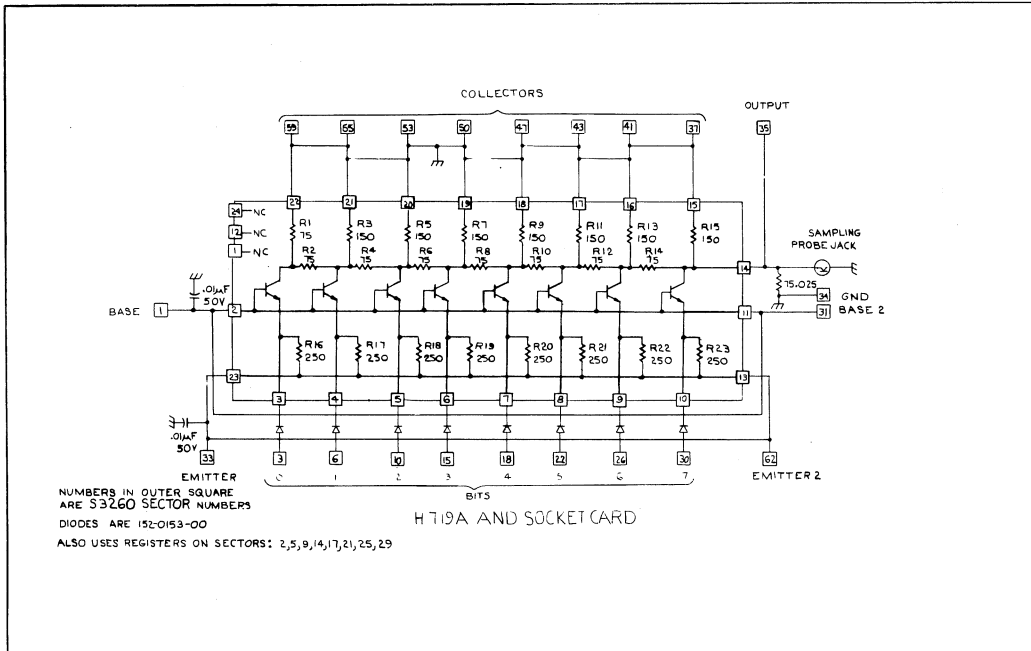 COLLECTORS
OUTPUT
55 65 53 50 47 43 41 37 35
24 NC
22 21 20 19 18 17 16 15
12 NC
1 NC
R1 75
R3 150
R5 150
R7 150
R9 150
R11 150
R13 150
R15 150
R2 75
R4 75
R6 75
R8 75
R10 75
R12 75
R14 75
SAMPLING
PROBE JACK
14
75.025
34 GND
.01µF
50V
BASE 1
2
11
31 BASE 2
R16 250
R17 250
R18 250
R19 250
R20 250
R21 250
R22 250
R23 250
23
13
3 4 5 6 7 8 9 10
.01µF
50V
33 3 6 10 15 18 22 26 30 62
EMITTER 0 1 2 3 4 5 6 7 EMITTER 2
BITS
NUMBERS IN OUTER SQUARE
ARE S3260 SECTOR NUMBERS
H719A AND SOCKET CARD
DIODES ARE 152-0153-00
ALSO USES REGISTERS ON SECTORS: 2,5,9,14,17,21,25,29